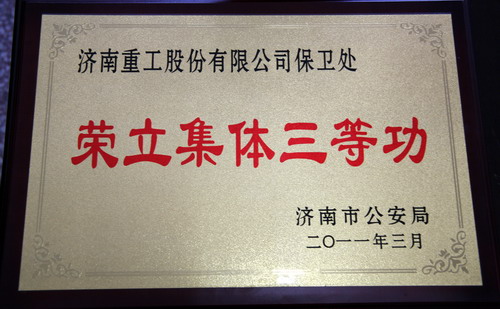 济南重工股份有限公司保卫处
荣立集体三等功
济南市公安局
二〇一一年三月